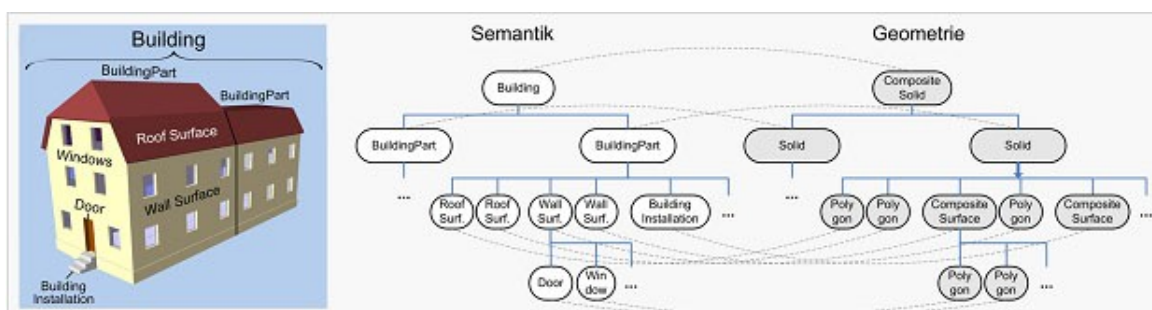 Building
BuildingPart
BuildingPart
Roof Surface
Windows
Wall Surface
Door
Building
Installation
Semantik
Geometrie
Building
Composite
Solid
BuildingPart
BuildingPart
Solid
Solid
...
Roof
Surf.
Roof
Surf.
Wall
Surf.
Wall
Surf.
Building
Installation
...
...
Poly
gon
Poly
gon
Composite
Surface
Poly
gon
Composite
Surface
...
Door
Win
dow
...
Poly
gon
Poly
gon
...